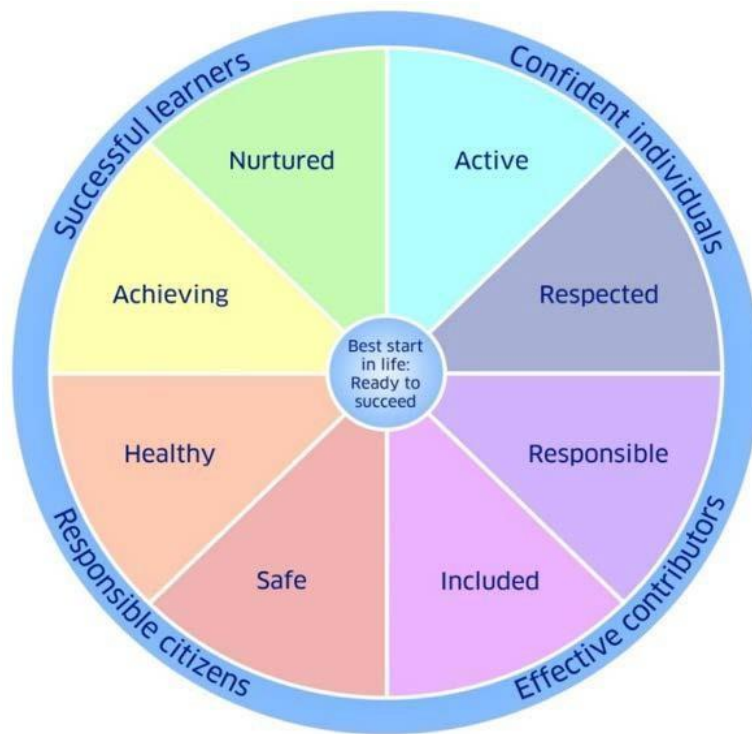 Successful learners
Confident individuals
Nurtured
Active
Achieving
Respected
Best start
in life:
Ready to
succeed
Healthy
Responsible
Safe
Included
Responsible citizens
Effective contributors